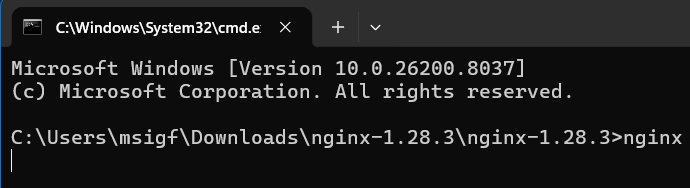 C:\Windows\System32\cmd.e
Microsoft Windows [Version 10.0.26200.8037]
(c) Microsoft Corporation. All rights reserved.
C:\Users\msigf\Downloads\nginx-1.28.3\nginx-1.28.3>nginx